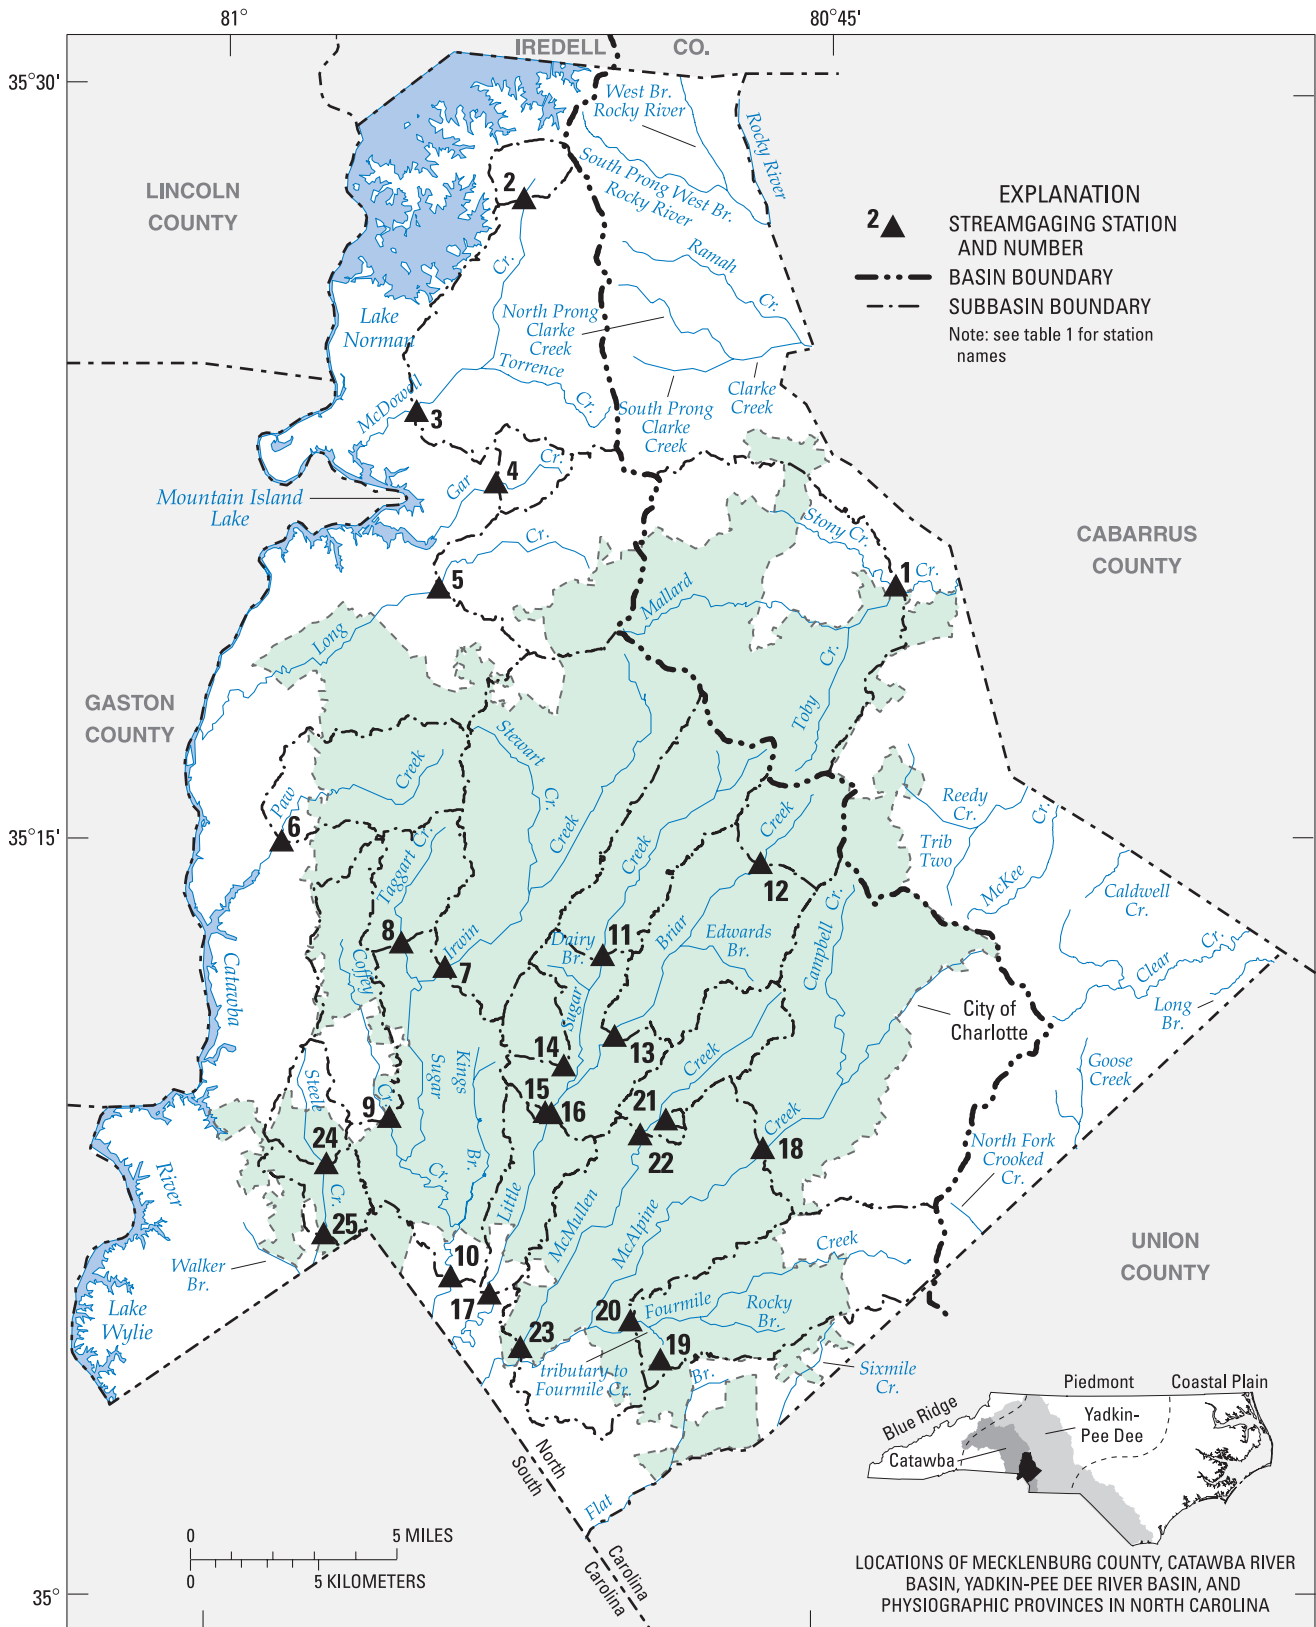 81°
80°45'
35°30'
IREDELL CO.
West Br.
Rocky River
Rocky River
South Prong West Br.
Rocky River
LINCOLN
COUNTY
2
EXPLANATION
2
STREAMGAGING STATION
AND NUMBER
BASIN BOUNDARY
SUBBASIN BOUNDARY
Note: see table 1 for station
names
Ramah
Cr.
Cr.
North Prong
Clarke
Creek
Lake
Norman
Torrence
Cr.
McDowell
3
South Prong
Clarke
Creek
Clarke
Creek
4
Cr.
Gar
Mountain Island
Lake
Stony Cr.
Cr.
CABARRUS
COUNTY
1
Cr.
5
Mallard
Long
Cr.
Toby
GASTON
COUNTY
Stewart
Cr.
Creek
Creek
Paw
6
35°15'
Reedy
Cr.
Cr.
Trib
Two
McKee
Creek
Creek
12
Taggart Cr.
Caldwell
Cr.
8
Irwin
7
Coffey
Dairy
Br.
11
Briar
Edwards
Br.
Campbell Cr.
Clear
Cr.
Catawba
City of
Charlotte
Long
Br.
Sugar
13
14
Goose
Creek
Kings
Sugar
Creek
Steele
Cr.
9
15
16
21
22
Creek
18
24
North Fork
Crooked
Cr.
River
Cr.
Br.
Cr.
Little
McMullen
McAlpine
25
Walker
Br.
10
Creek
UNION
COUNTY
17
Fourmile
20
Rocky
Br.
Lake
Wylie
23
19
tributary to
Fourmile Cr.
Br.
Sixmile
Cr.
Piedmont
Coastal Plain
Blue Ridge
Yadkin-
Pee Dee
Catawba
North
South
Flat
Carolina
Carolina
0
5 MILES
0
5 KILOMETERS
35°
LOCATIONS OF MECKLENBURG COUNTY, CATAWBA RIVER
BASIN, YADKIN-PEE DEE RIVER BASIN, AND
PHYSIOGRAPHIC PROVINCES IN NORTH CAROLINA